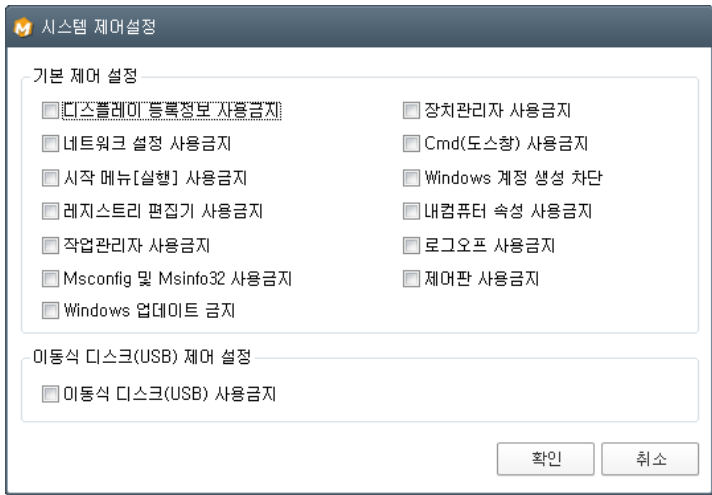 시스템 제어설정
기본 제어 설정
디스플레이 등록정보 사용금지
장치관리자 사용금지
네트워크 설정 사용금지
Cmd(도스창) 사용금지
시작 메뉴[실행] 사용금지
Windows 계정 생성 차단
레지스트리 편집기 사용금지
내컴퓨터 속성 사용금지
작업관리자 사용금지
로그오프 사용금지
Msconfig 및 Msinfo32 사용금지
제어판 사용금지
Windows 업데이트 금지
이동식 디스크(USB) 제어 설정
이동식 디스크(USB) 사용금지
확인
취소